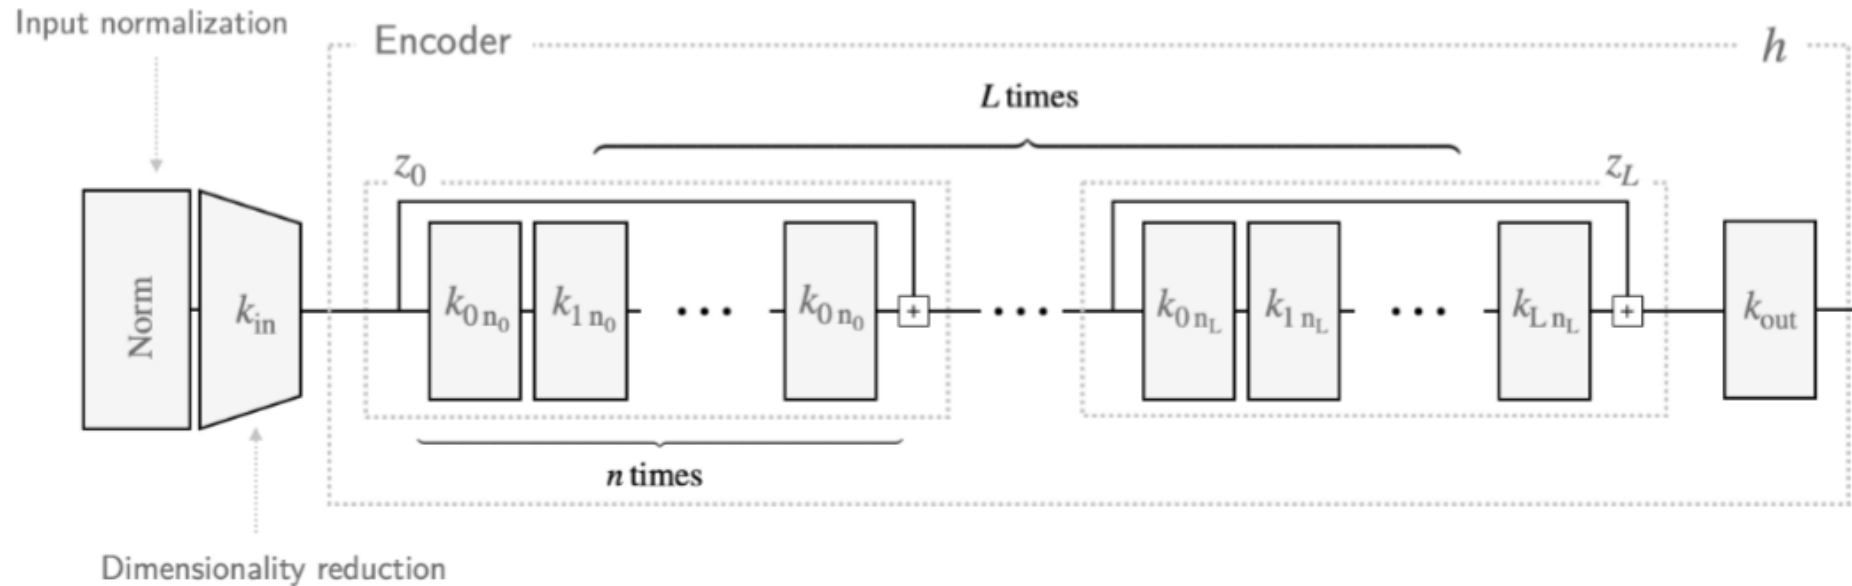 Input normalization
Encoder
h
L times
z0
zL
Norm
kin
k0 n0
k1 n0
• • •
k0 n0
+
• • •
k0 nL
k1 nL
• • •
kL nL
+
kout
n times
Dimensionality reduction